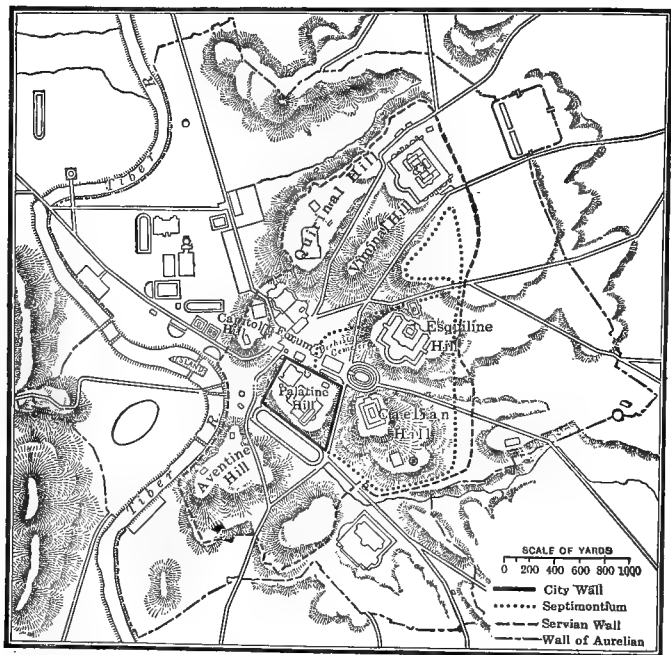 Tiber R
Quirinal Hill
Viminal Hill
Capitol
Hill
Forum
Esquiline
Hill
ISLAND
Palatine
Hill
Caelian
Hill
Aventine
Hill
Tiber R
SCALE OF YARDS
0 200 400 600 800 1000
City Wall
Septimontium
Servian Wall
Wall of Aurelian